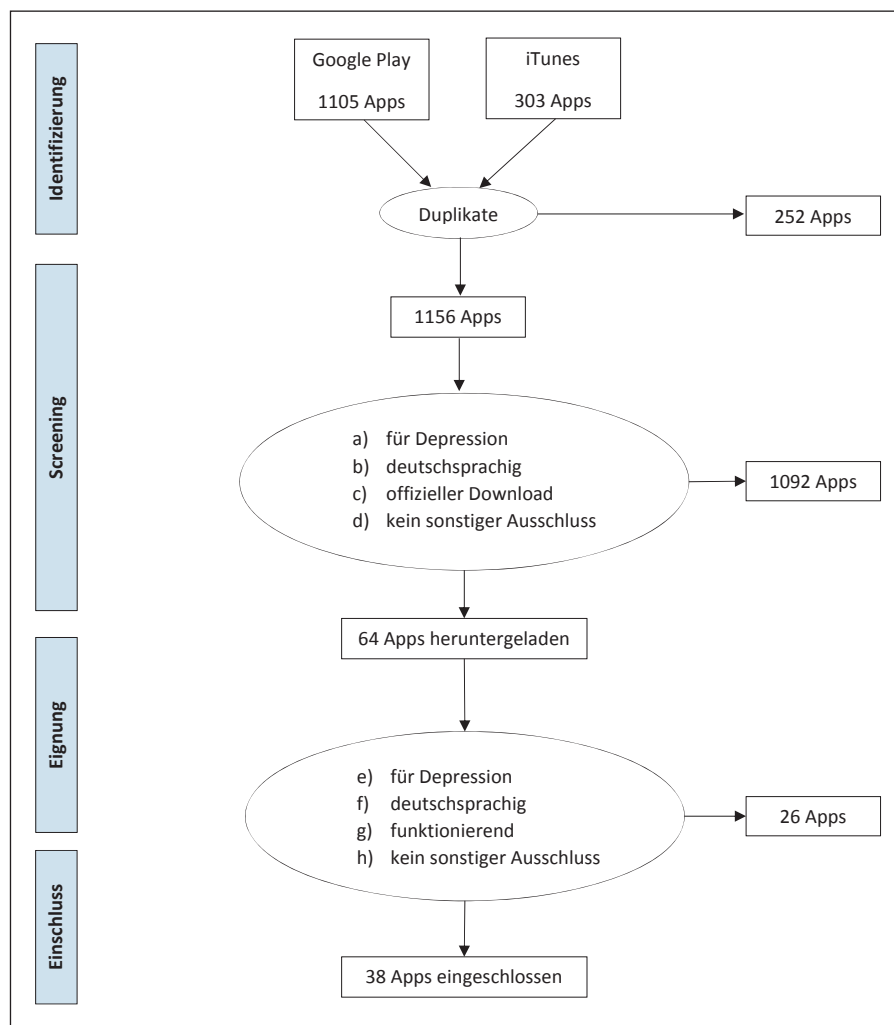 Identifizierung
Google Play
1105 Apps
iTunes
303 Apps
Duplikate
252 Apps
Screening
1156 Apps
a) für Depression
b) deutschsprachig
c) offizieller Download
d) kein sonstiger Ausschluss
1092 Apps
64 Apps heruntergeladen
Eignung
e) für Depression
f) deutschsprachig
g) funktionierend
h) kein sonstiger Ausschluss
26 Apps
Einschluss
38 Apps eingeschlossen